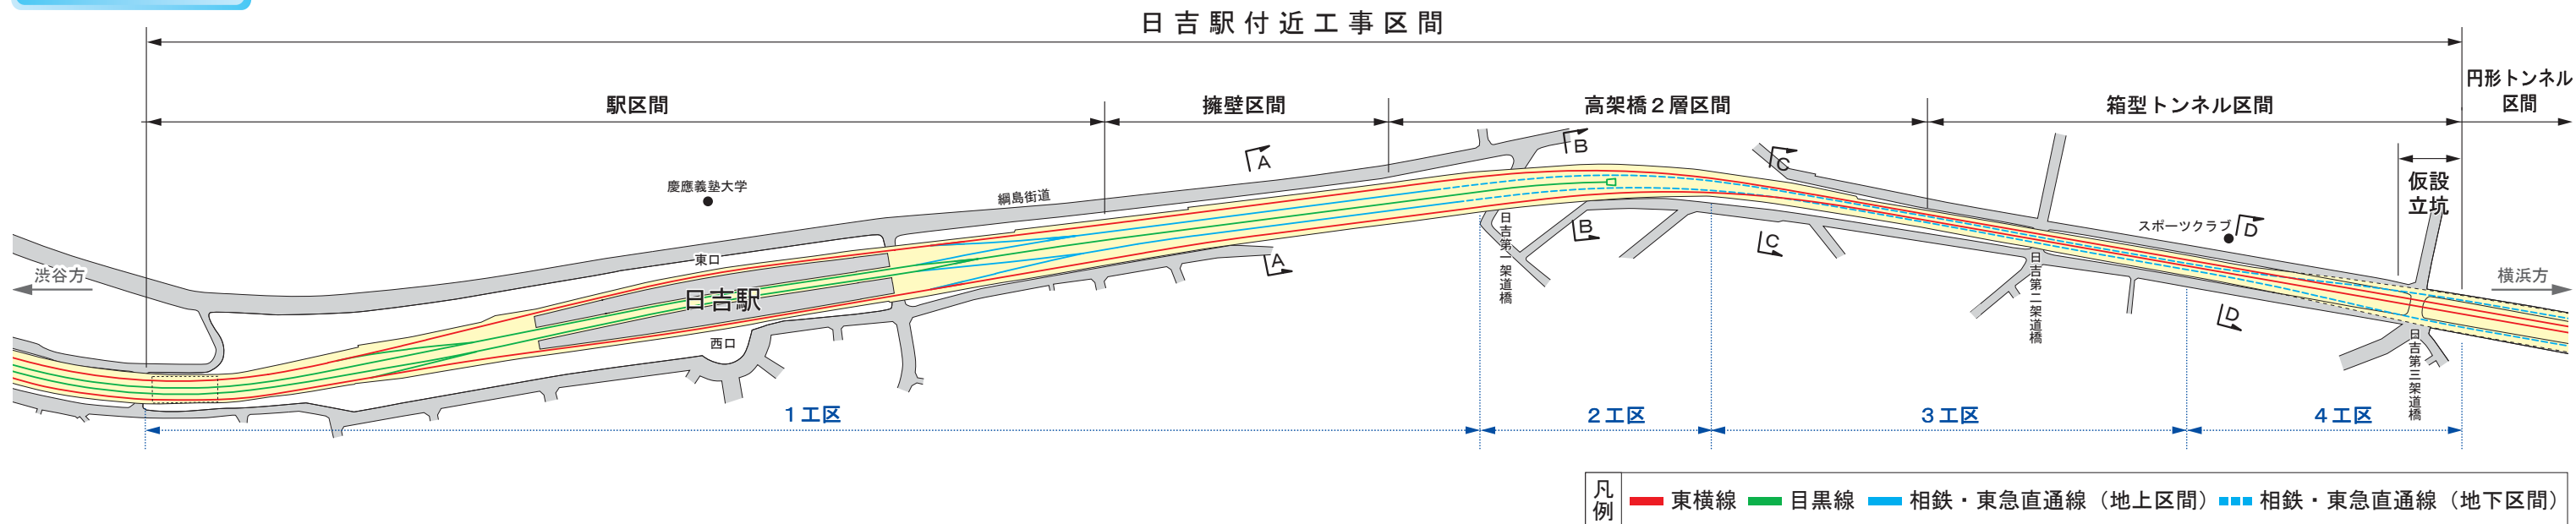 日吉駅付近工事区間
駅区間
擁壁区間
高架橋２層区間
箱型トンネル区間
円形トンネル
区間
仮設
立坑
慶應義塾大学
綱島街道
A
B
C
スポーツクラブ
D
渋谷方
横浜方
東口
日吉駅
西口
A
B
C
D
日吉第一架道橋
日吉第二架道橋
日吉第三架道橋
１工区
２工区
３工区
４工区
凡例
東横線
目黒線
相鉄・東急直通線（地上区間）
相鉄・東急直通線（地下区間）